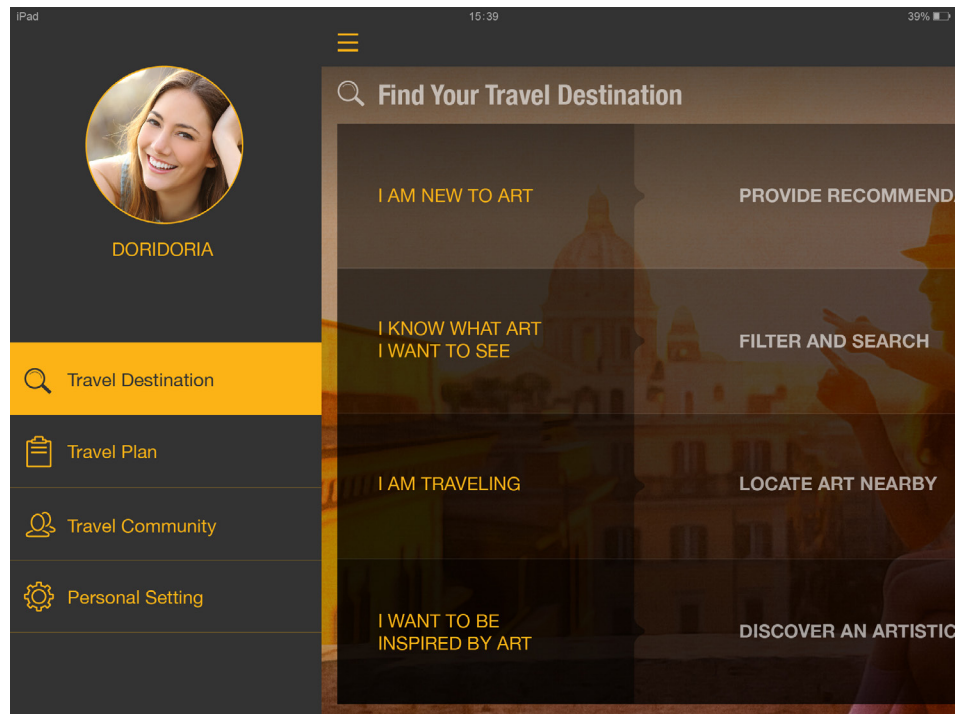 iPad
15:39
39%
DORIDORIA
Travel Destination
Travel Plan
Travel Community
Personal Setting
Find Your Travel Destination
I AM NEW TO ART
PROVIDE RECOMMEND
I KNOW WHAT ART
I WANT TO SEE
FILTER AND SEARCH
I AM TRAVELING
LOCATE ART NEARBY
I WANT TO BE
INSPIRED BY ART
DISCOVER AN ARTISTIC